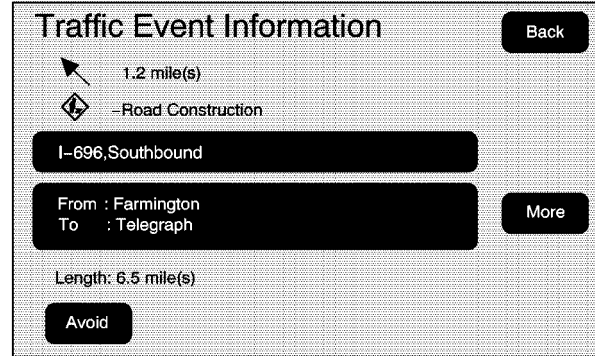 Traffic Event Information
Back
1.2 mile(s)
–Road Construction
I–696,Southbound
From : Farmington
To : Telegraph
More
Length: 6.5 mile(s)
Avoid